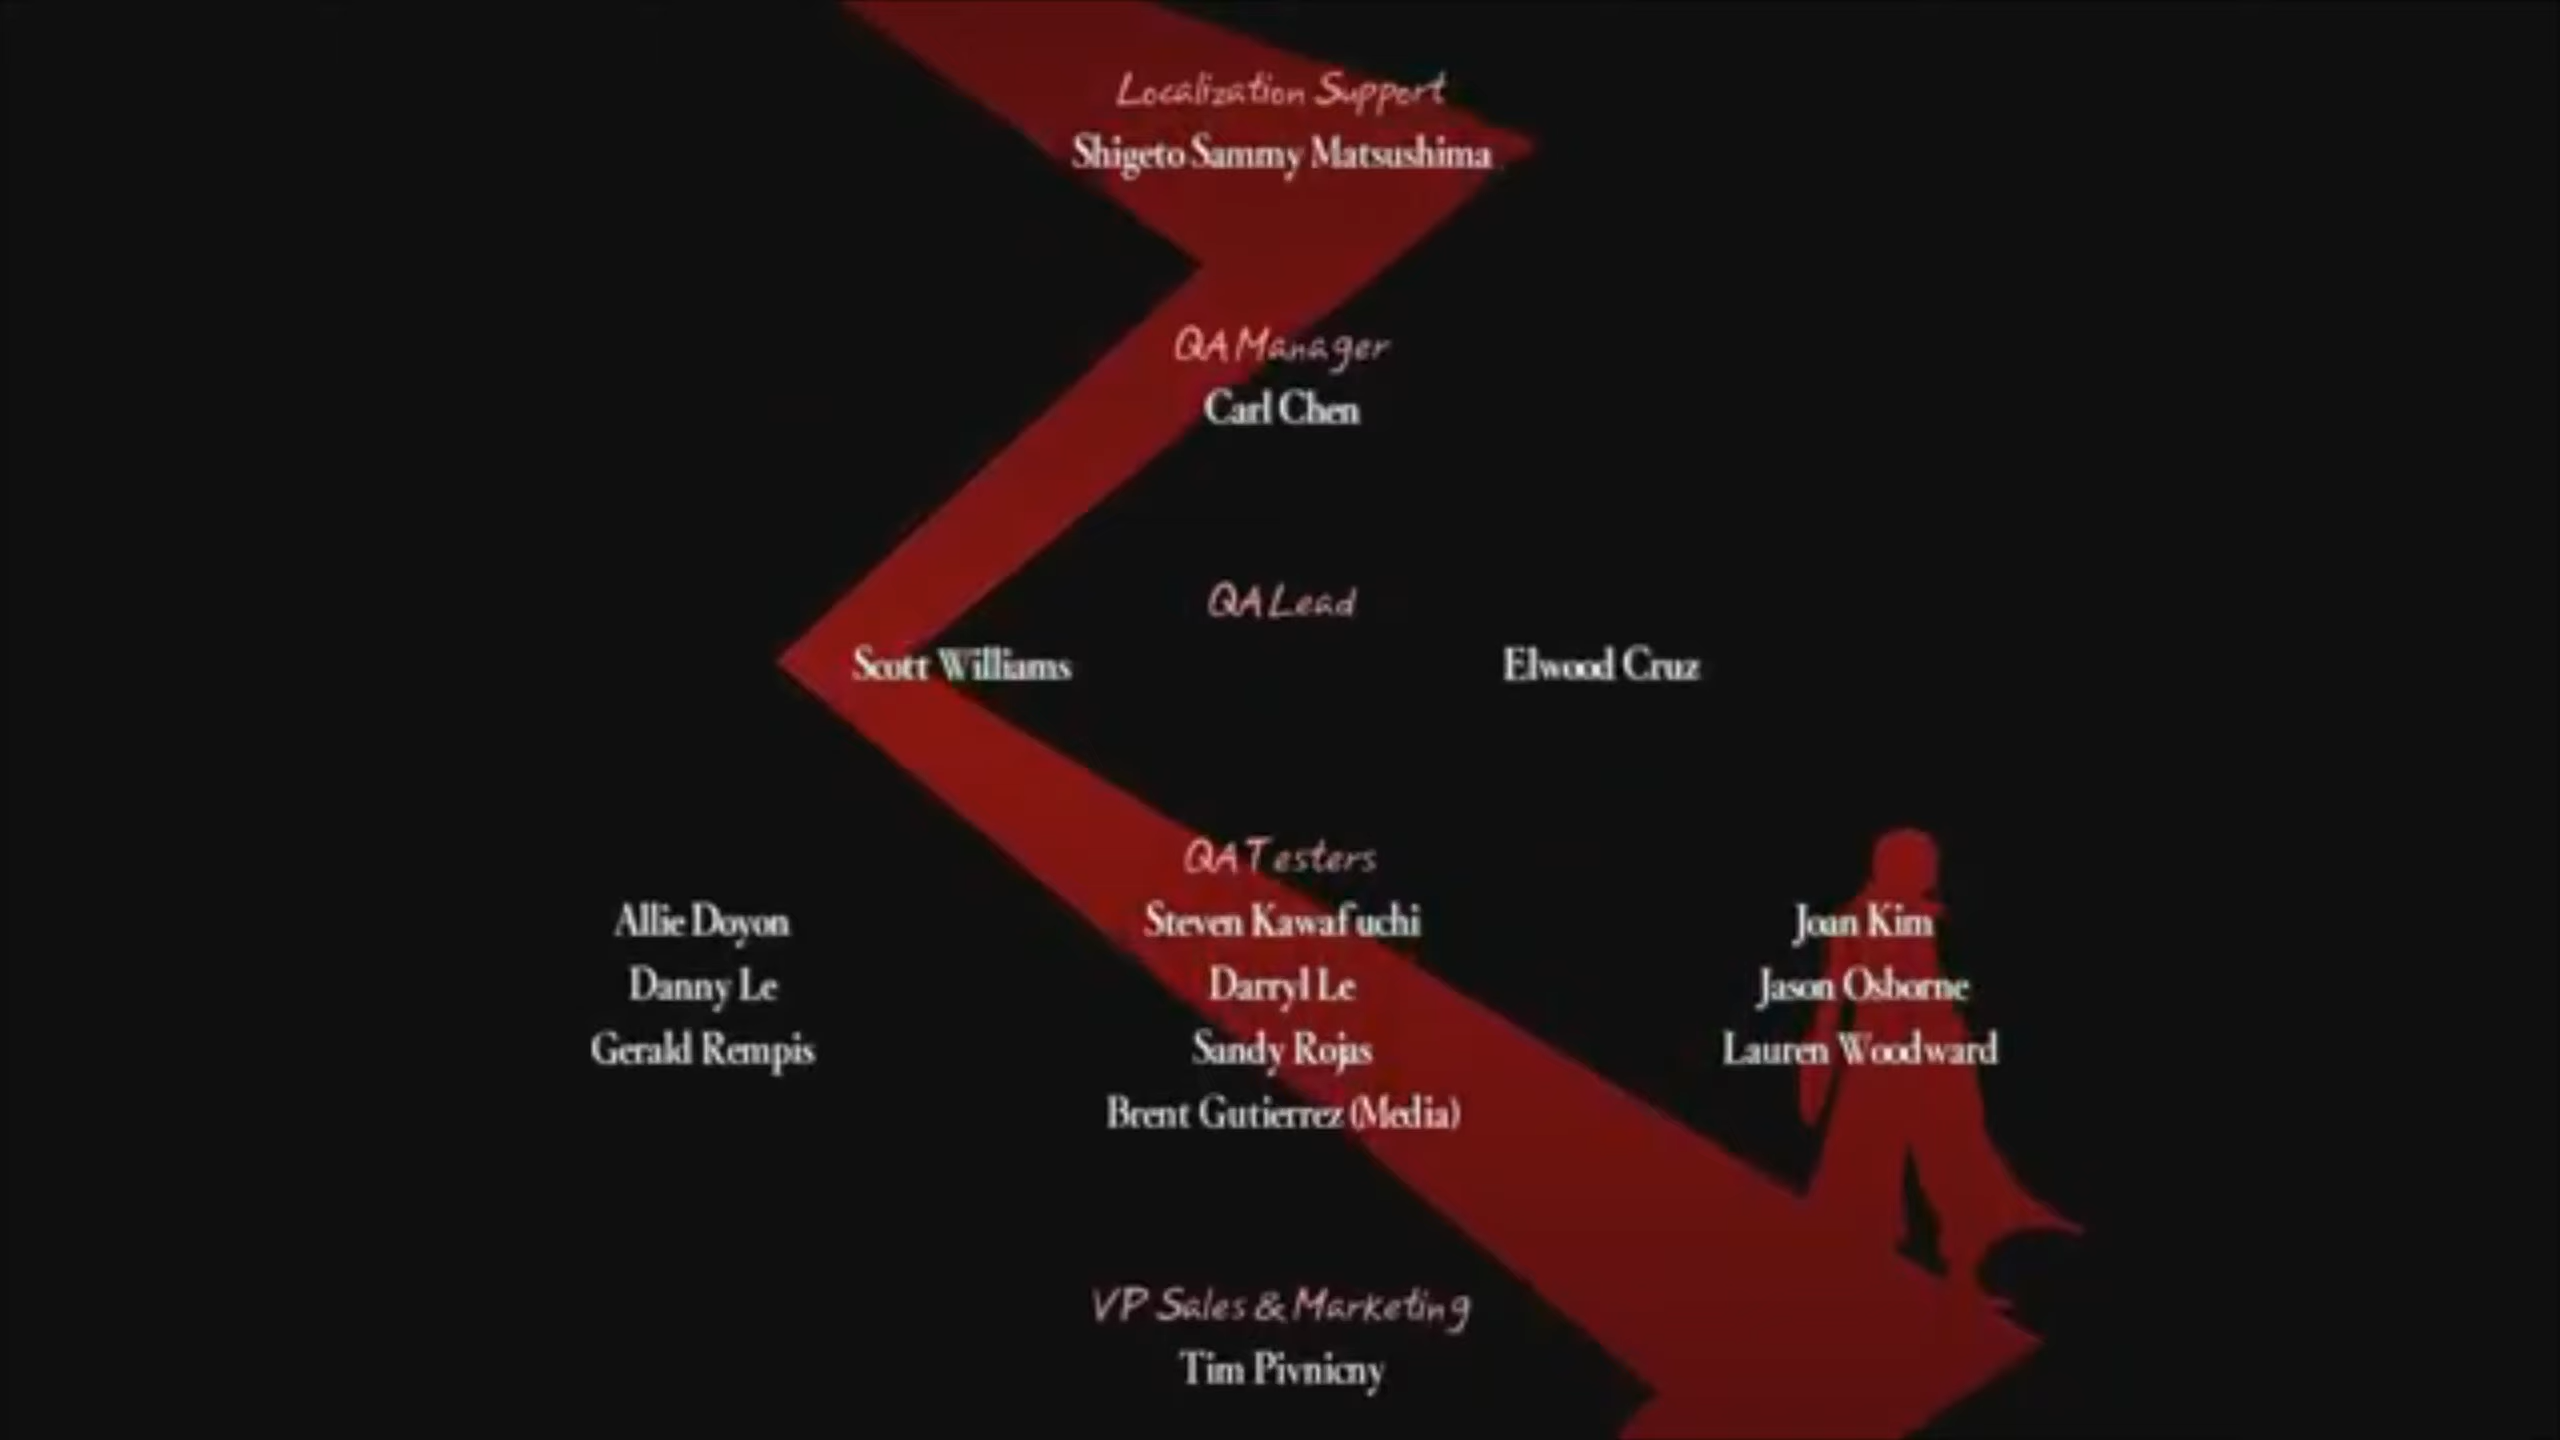 Localization Support
Shigeto Sammy Matsushima
QA Manager
Carl Chen
QA Lead
Scott Williams Elwood Cruz
QA Testers
Allie Doyon Steven Kawafuchi Joan Kim
Danny Le Darryl Le Jason Osborne
Gerald Rempis Sandy Rojas Lauren Woodward
Brent Gutierrez (Media)
VP Sales & Marketing
Tim Pivnicny